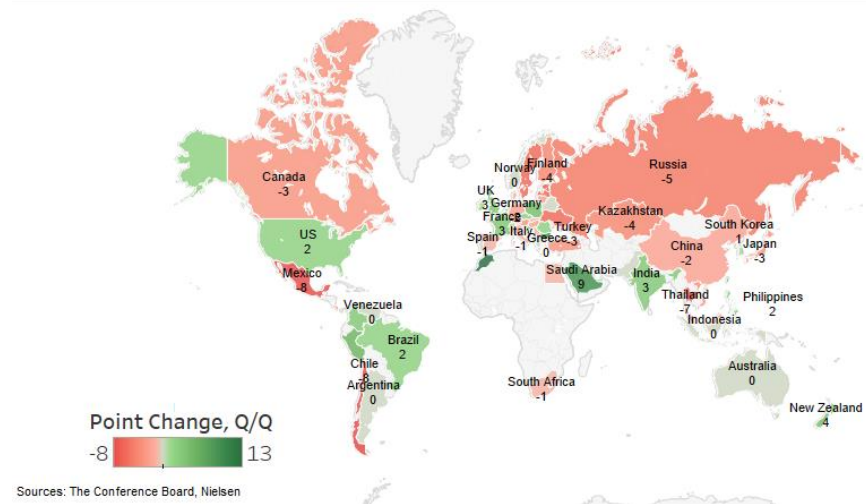 Canada
-3
US
2
Mexico
-8
Venezuela
0
Brazil
2
Chile
-8
Argentina
0
Norway
0
Finland
-4
UK
3
Germany
France
3
Italy
-1
Spain
-1
Greece
0
Turkey
-3
Russia
-5
Kazakhstan
-4
South Korea
1
Japan
-3
China
-2
Saudi Arabia
9
India
3
Thailand
-7
Philippines
2
Indonesia
0
Australia
0
South Africa
-1
New Zealand
4
Point Change, Q/Q
-8
13
Sources: The Conference Board, Nielsen